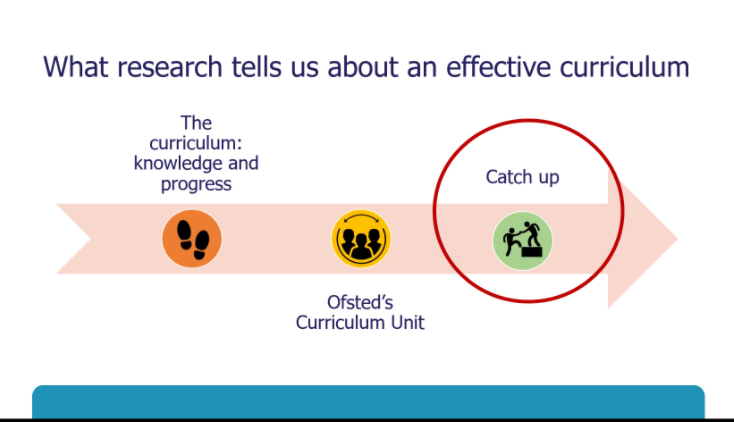 What research tells us about an effective curriculum
The
curriculum:
knowledge and
progress
Catch up
Ofsted’s
Curriculum Unit